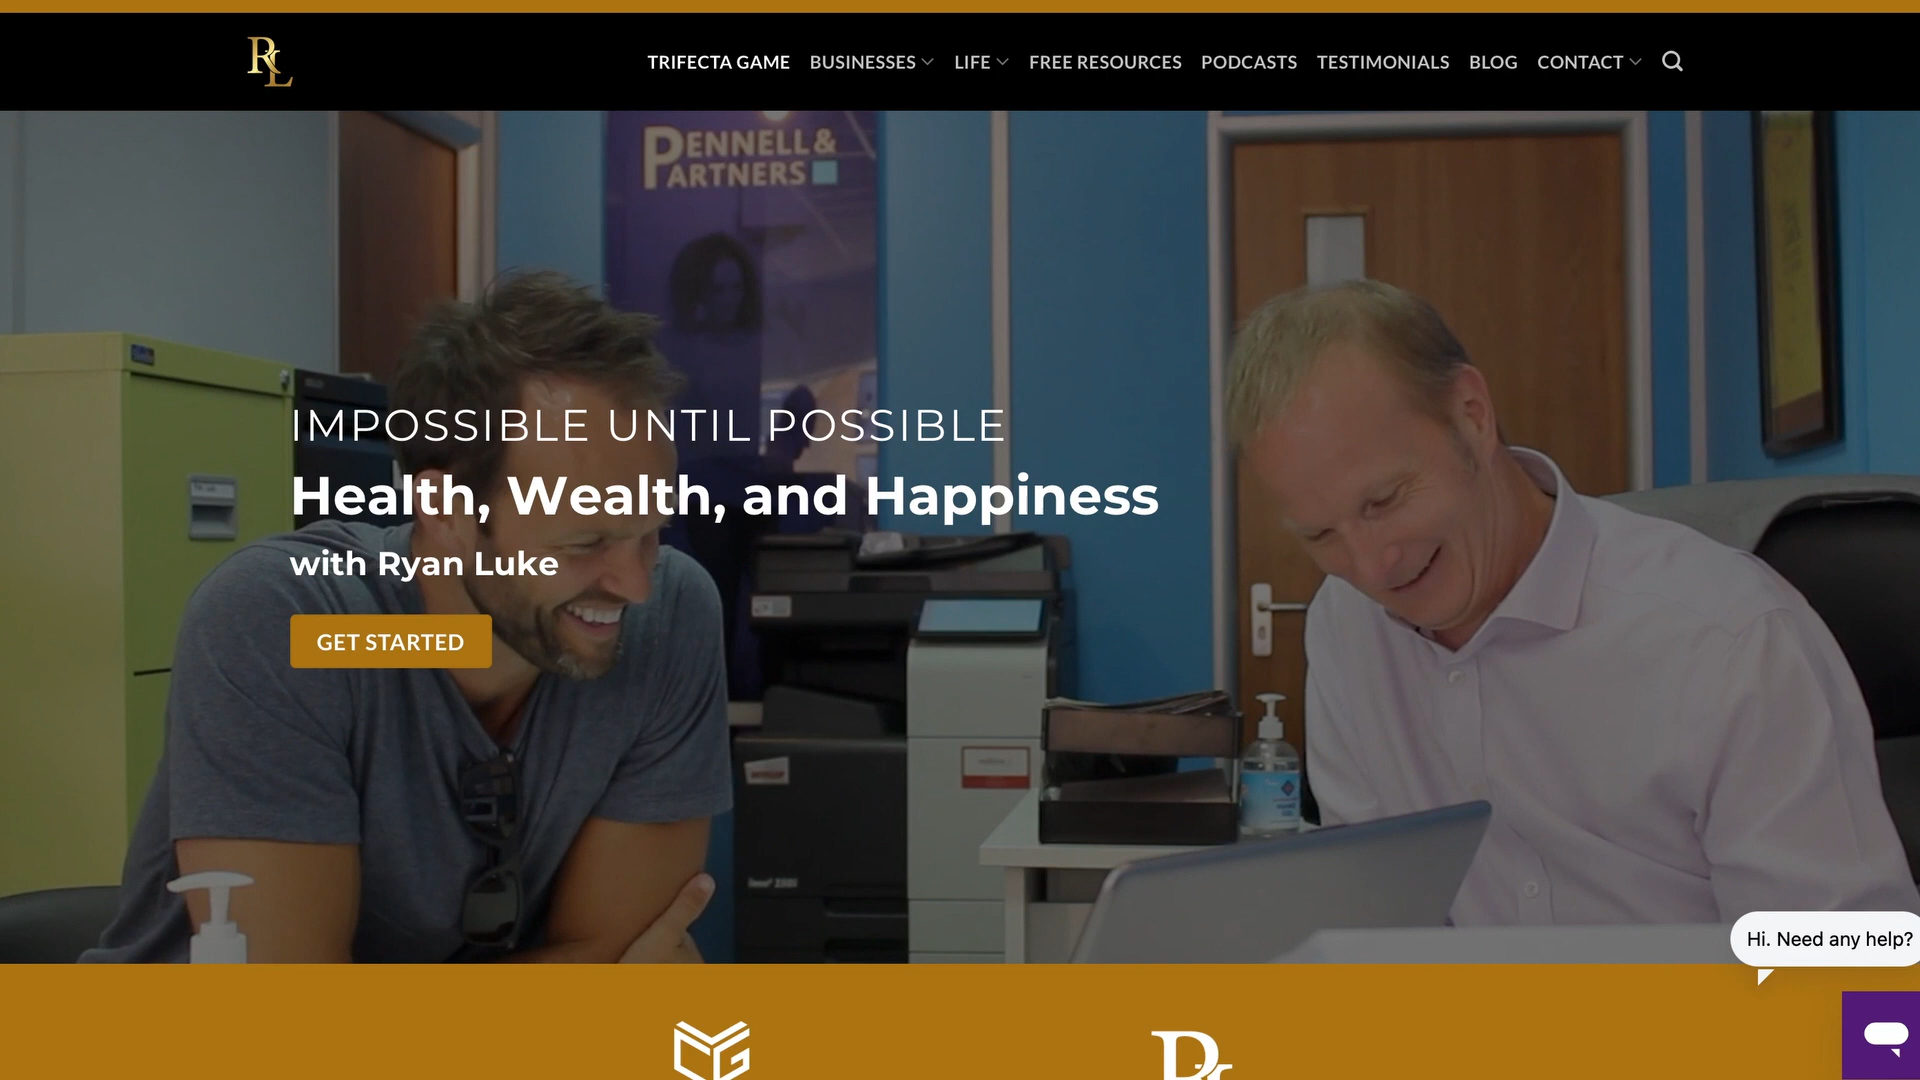 RL
TRIFECTA GAME
BUSINESSES
LIFE
FREE RESOURCES
PODCASTS
TESTIMONIALS
BLOG
CONTACT
PENNELL &
PARTNERS
IMPOSSIBLE UNTIL POSSIBLE
Health, Wealth, and Happiness
with Ryan Luke
GET STARTED
Hi. Need any help?